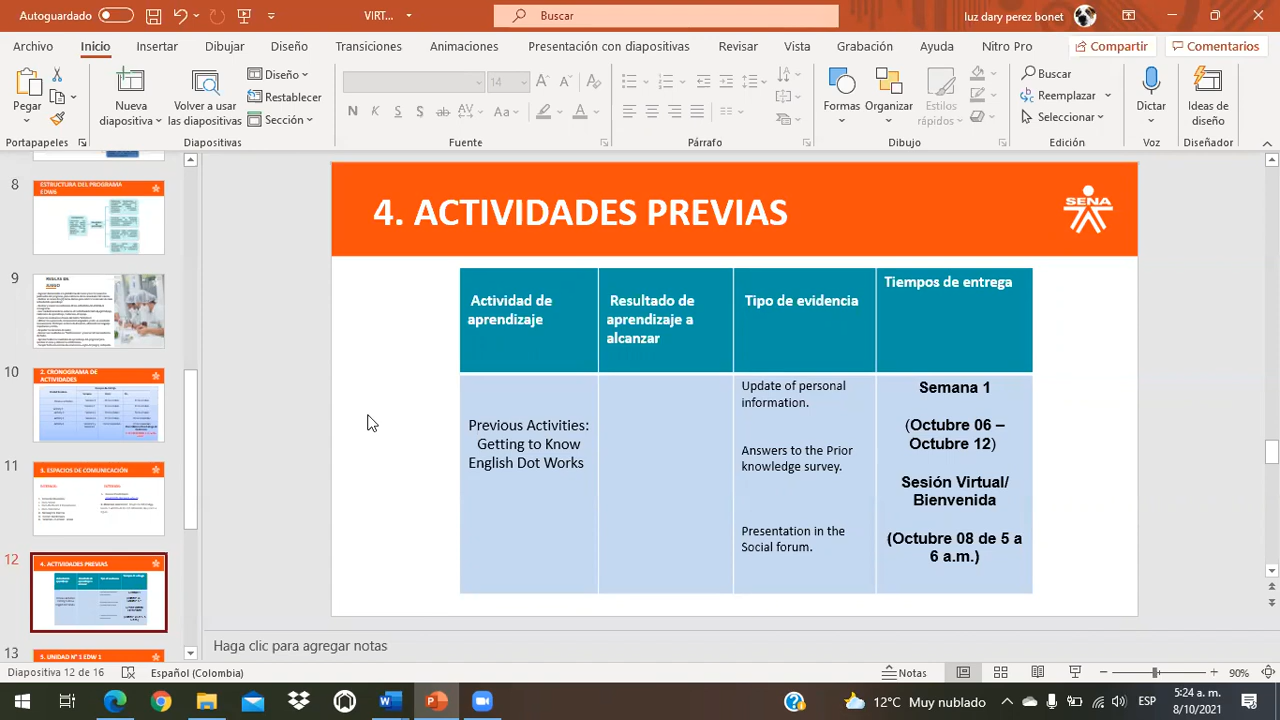 Autoguardado
VIRT...
Buscar
luz dary perez bonet
Archivo
Inicio
Insertar
Dibujar
Diseño
Transiciones
Animaciones
Presentación con diapositivas
Revisar
Vista
Grabación
Ayuda
Nitro Pro
Compartir
Comentarios
Pegar
Nueva
diapositiva
Volver a usar
las diapositivas
Diseño
Restablecer
Sección
14
N K S S ab AV Aa A
Formas
Organizar
Estilos
rápidos
Buscar
Reemplazar
Seleccionar
Dictar
Ideas de
diseño
Portapapeles
Diapositivas
Fuente
Párrafo
Dibujo
Edición
Voz
Diseñador
8
ESTRUCTURA DEL PROGRAMA
EDW6
9
REGLAS DE
JUEGO
10
2. CRONOGRAMA DE
ACTIVIDADES
11
3. ESPACIOS DE COMUNICACIÓN
12
4. ACTIVIDADES PREVIAS
13
5. UNIDAD N° 1 EDW 1
4. ACTIVIDADES PREVIAS
SENA
Actividad de
aprendizaje
Resultado de
aprendizaje a
alcanzar
Tipo de evidencia
Tiempos de entrega
Previous Activities:
Getting to Know
English Dot Works
Update of personal
information.
Answers to the Prior
knowledge survey.
Presentation in the
Social forum.
Semana 1
(Octubre 06 –
Octubre 12)
Sesión Virtual/
Bienvenida
(Octubre 08 de 5 a
6 a.m.)
Haga clic para agregar notas
Diapositiva 12 de 16
Español (Colombia)
Notas
90%
12°C Muy nublado
ESP
5:24 a. m.
8/10/2021